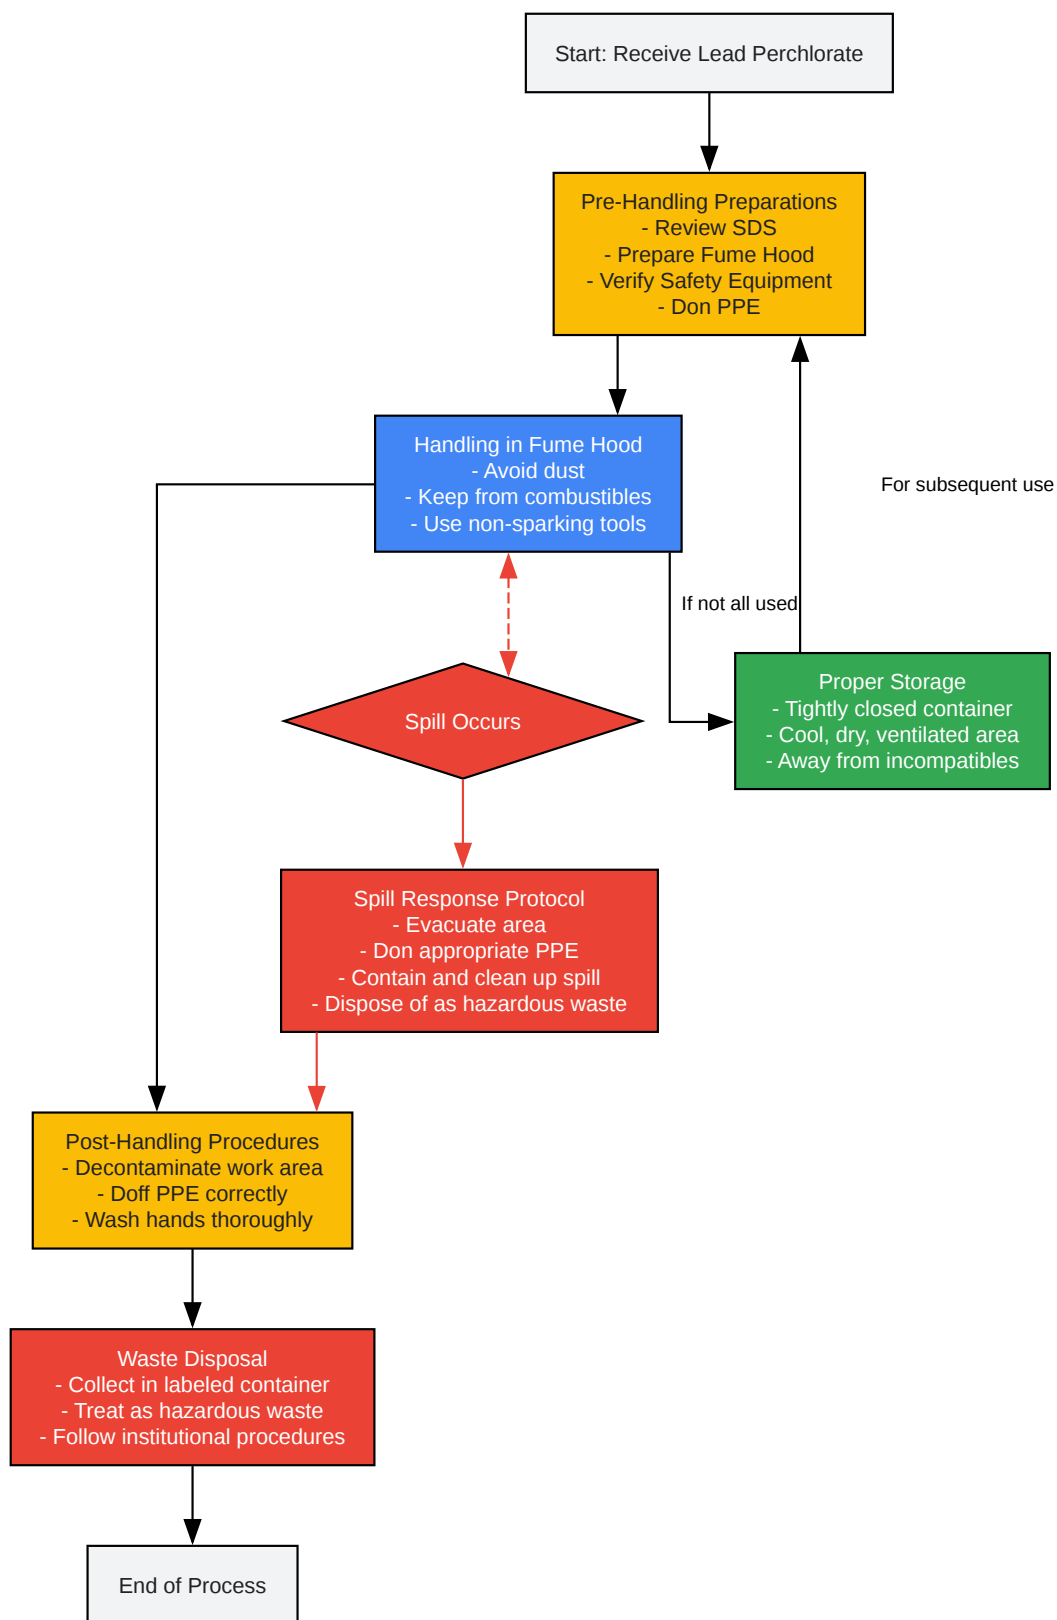 Start: Receive Lead Perchlorate
Pre-Handling Preparations
- Review SDS
- Prepare Fume Hood
- Verify Safety Equipment
- Don PPE
Handling in Fume Hood
- Avoid dust
- Keep from combustibles
- Use non-sparking tools
For subsequent use
If not all used
Proper Storage
- Tightly closed container
- Cool, dry, ventilated area
- Away from incompatibles
Spill Occurs
Spill Response Protocol
- Evacuate area
- Don appropriate PPE
- Contain and clean up spill
- Dispose of as hazardous waste
Post-Handling Procedures
- Decontaminate work area
- Doff PPE correctly
- Wash hands thoroughly
Waste Disposal
- Collect in labeled container
- Treat as hazardous waste
- Follow institutional procedures
End of Process